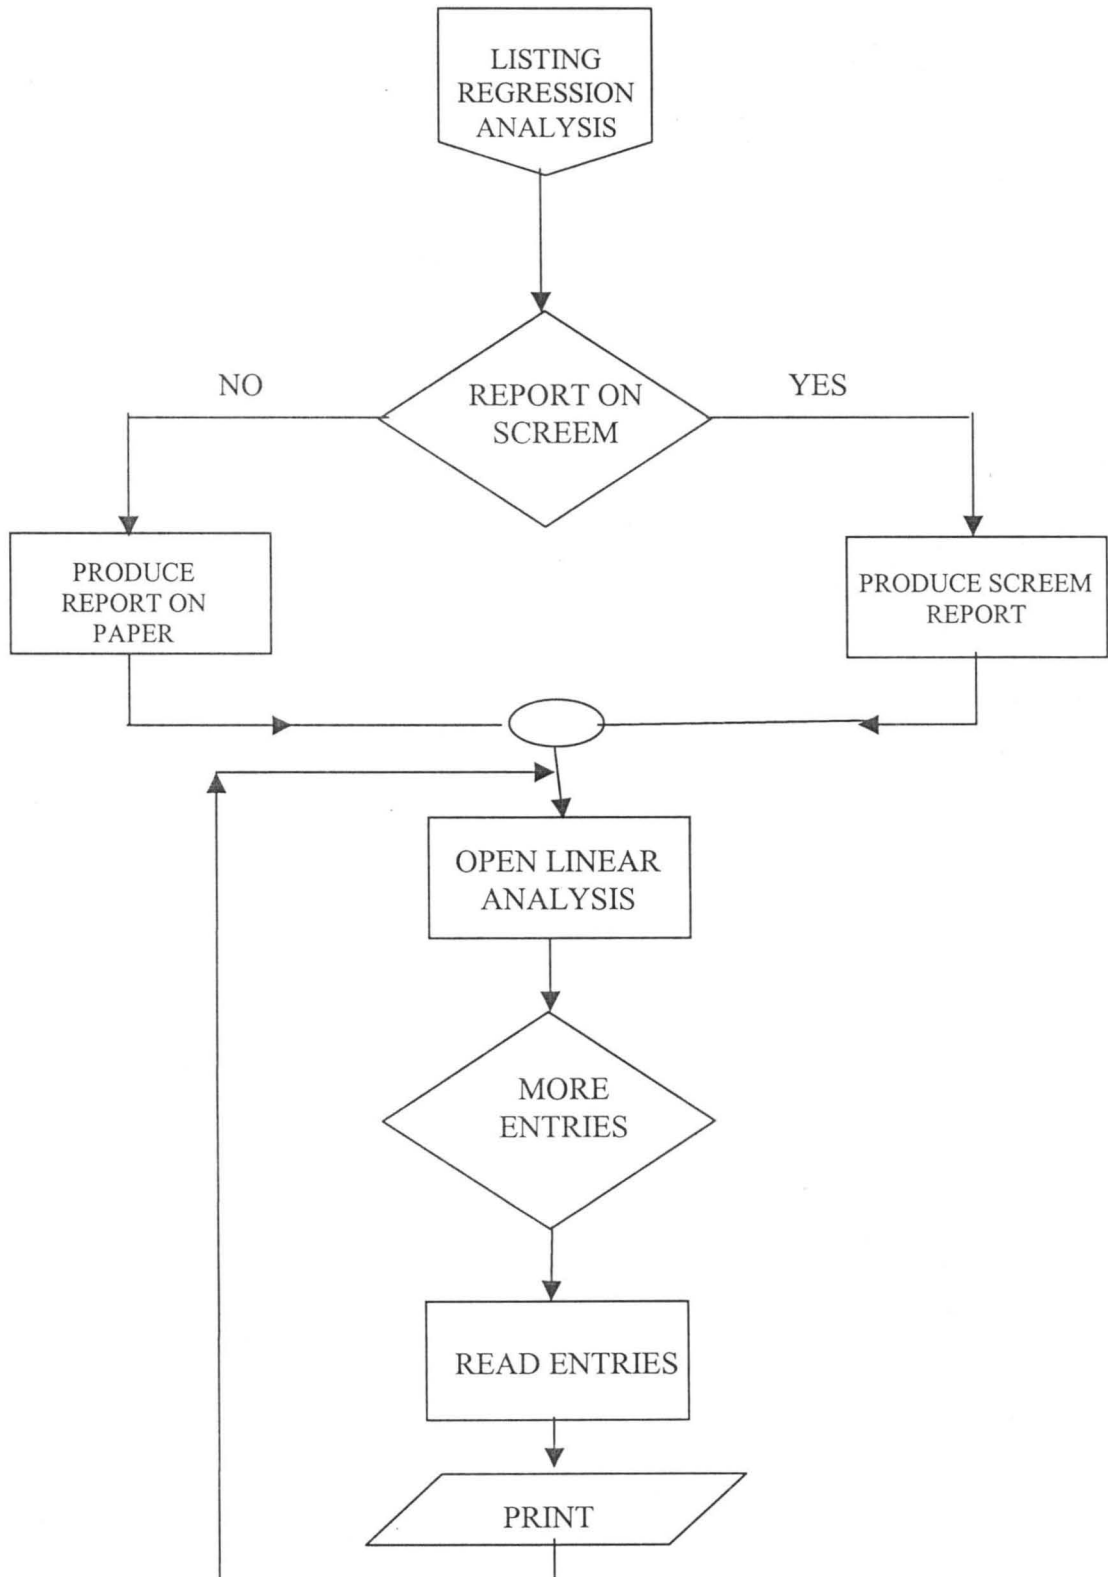 LISTING
REGRESSION
ANALYSIS
NO
REPORT ON
SCREEM
YES
PRODUCE
REPORT ON
PAPER
PRODUCE SCREEM
REPORT
OPEN LINEAR
ANALYSIS
MORE
ENTRIES
READ ENTRIES
PRINT